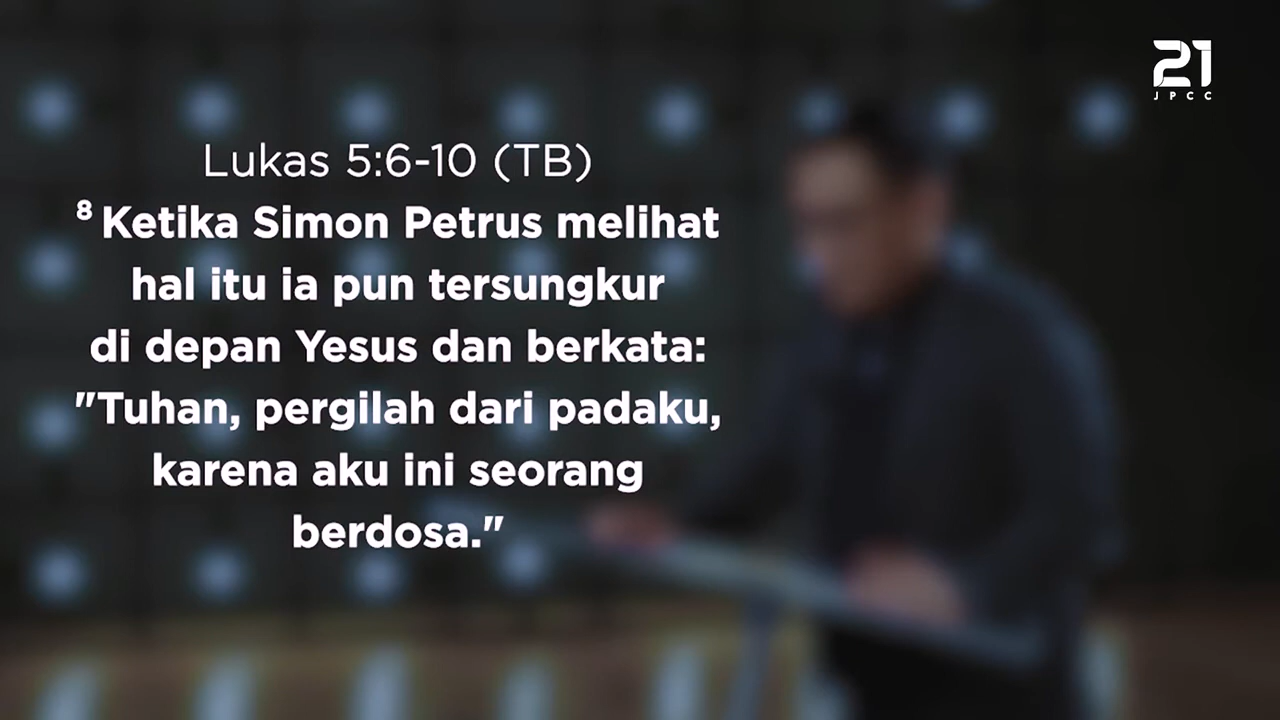 21
JPCC
Lukas 5:6-10 (TB)
⁸ Ketika Simon Petrus melihat
hal itu ia pun tersungkur
di depan Yesus dan berkata:
"Tuhan, pergilah dari padaku,
karena aku ini seorang
berdosa."